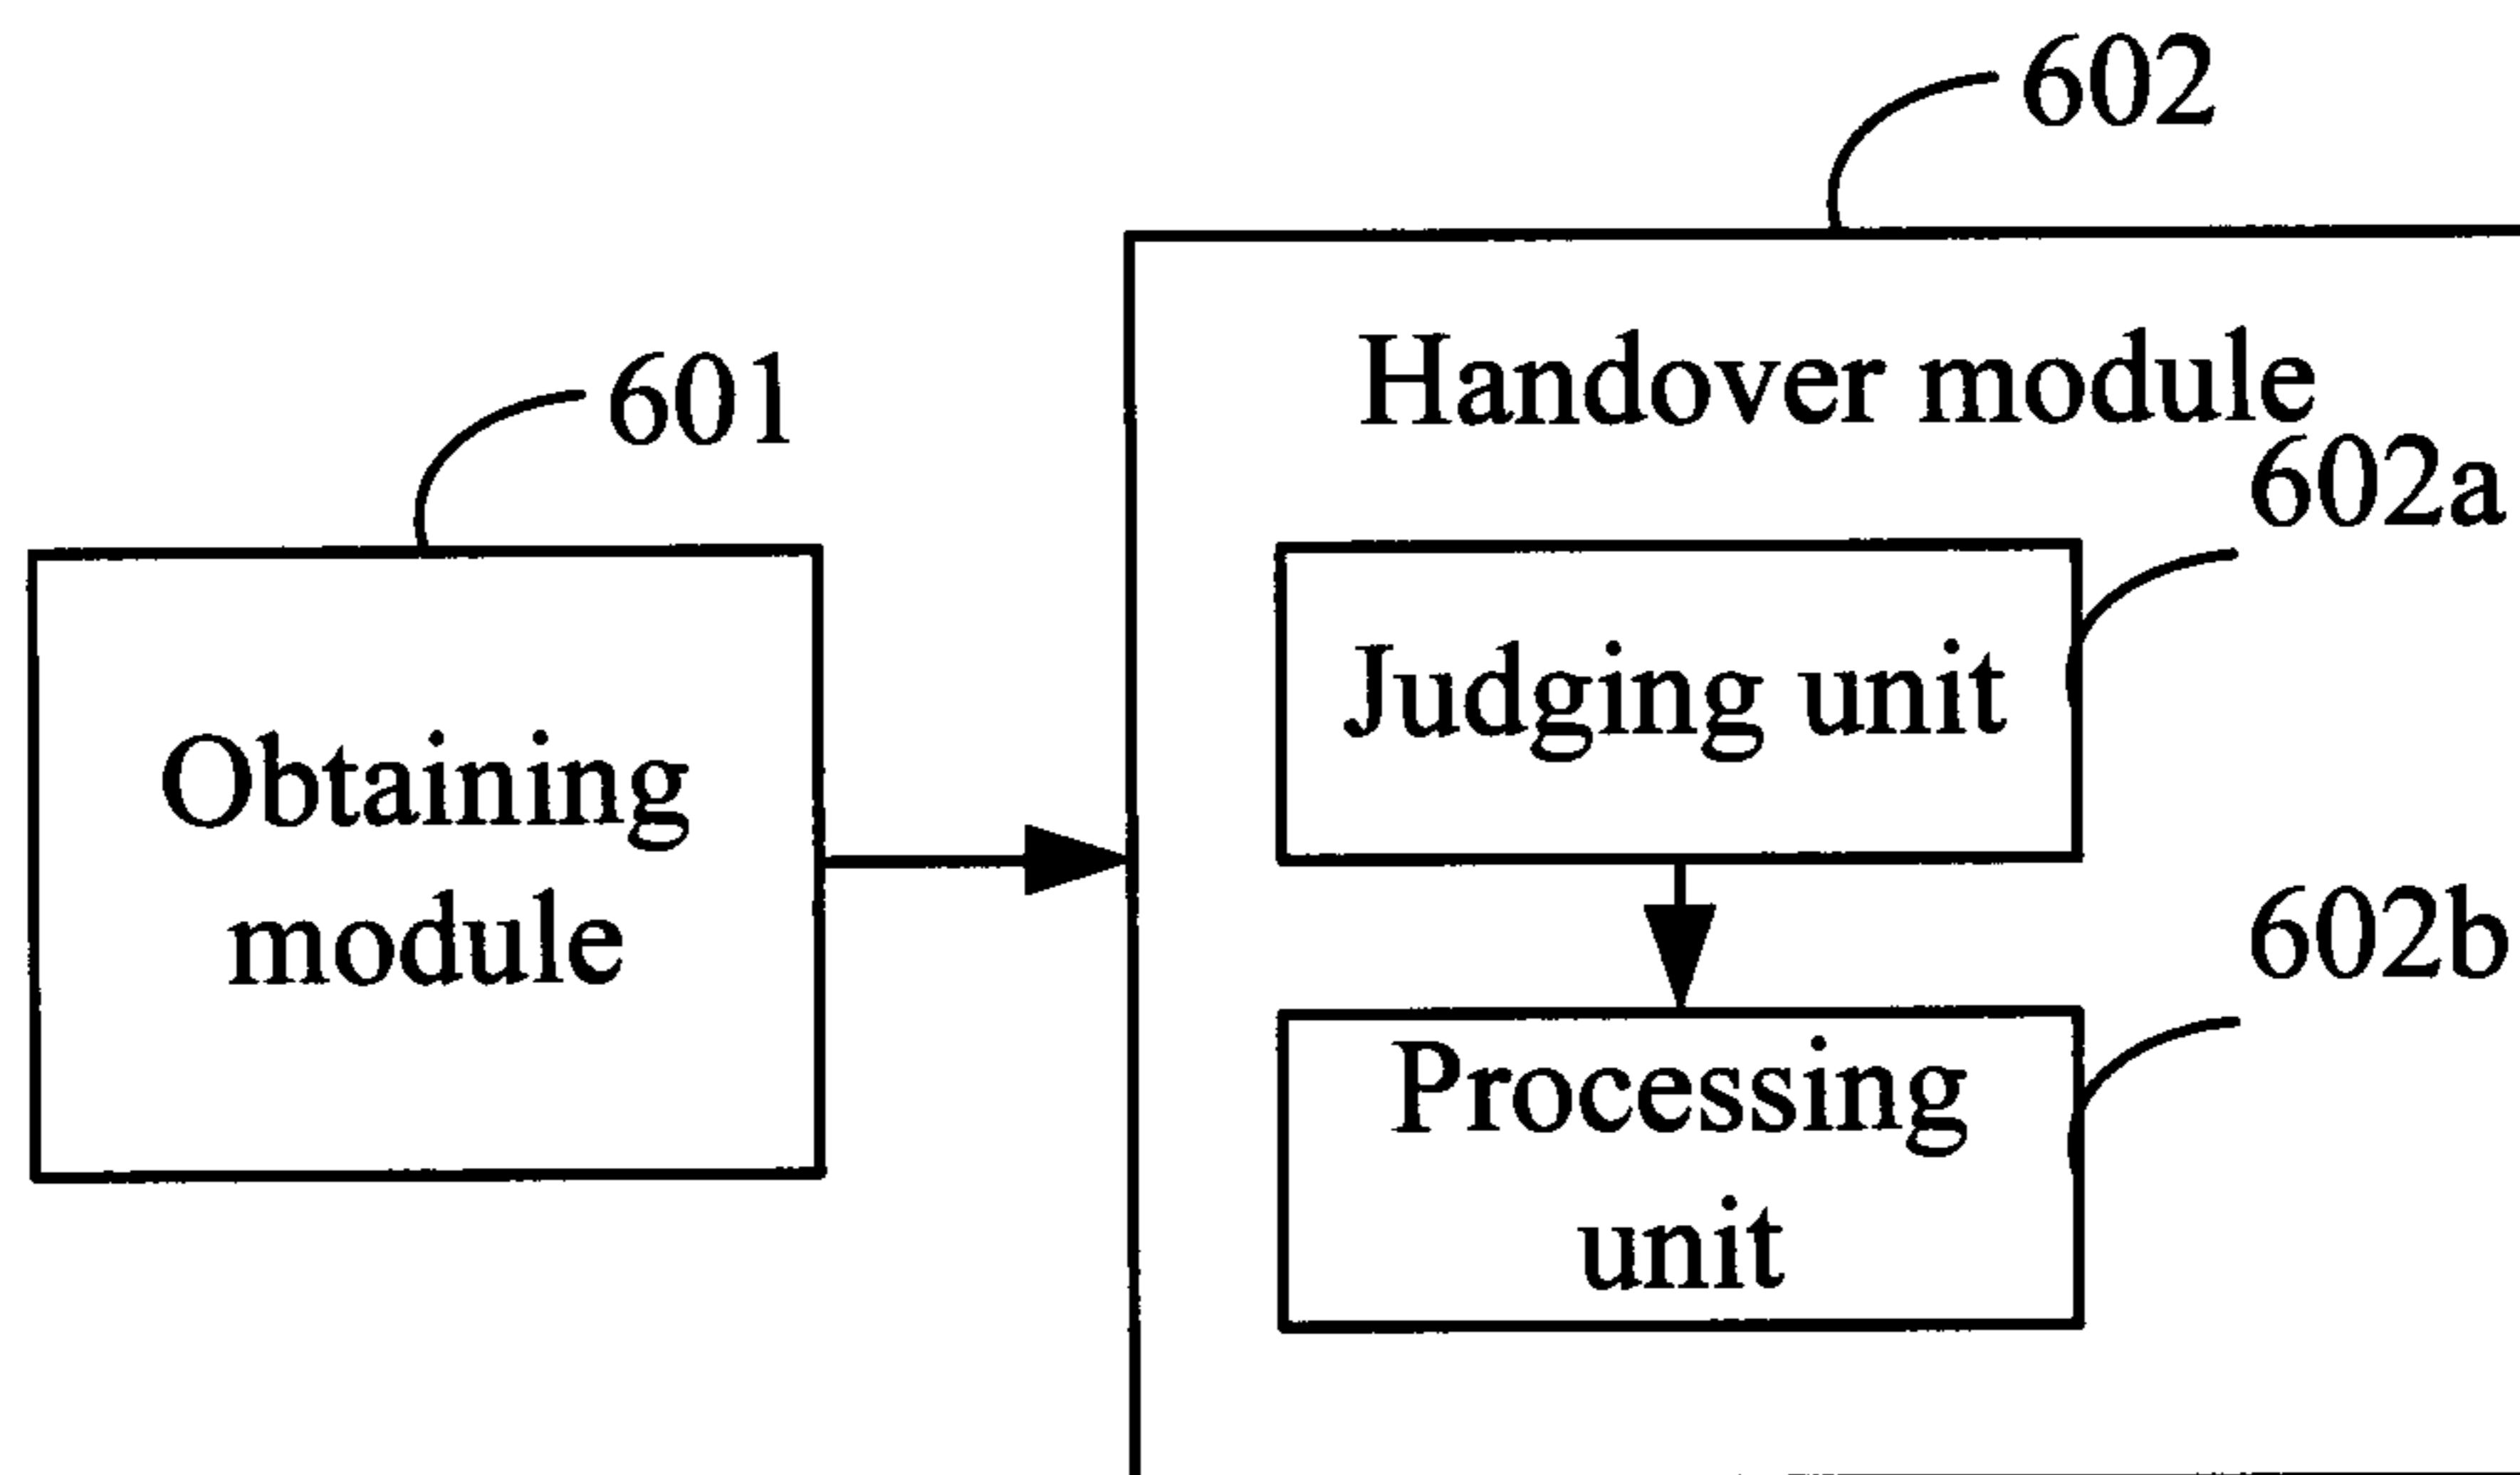 602
Handover module
601
602a
Judging unit
Obtaining
module
602b
Processing
unit